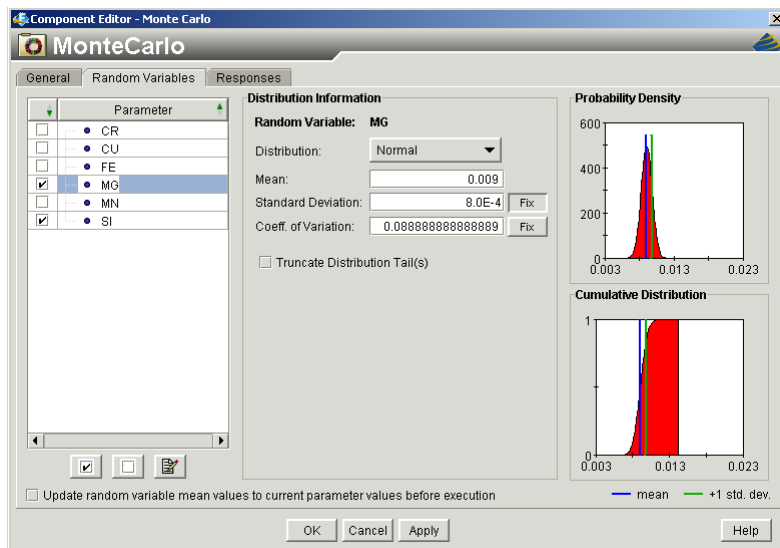 Component Editor - Monte Carlo
MonteCarlo
General
Random Variables
Responses
Parameter
CR
CU
FE
MG
MN
SI
Distribution Information
Random Variable: MG
Distribution: Normal
Mean: 0.009
Standard Deviation: 8.0E-4 Fix
Coeff. of Variation: 0.0888888888888889 Fix
Truncate Distribution Tail(s)
Probability Density
600
400
200
0
0.003 0.013 0.023
Cumulative Distribution
1
0
0.003 0.013 0.023
mean +1 std. dev.
Update random variable mean values to current parameter values before execution
OK Cancel Apply Help